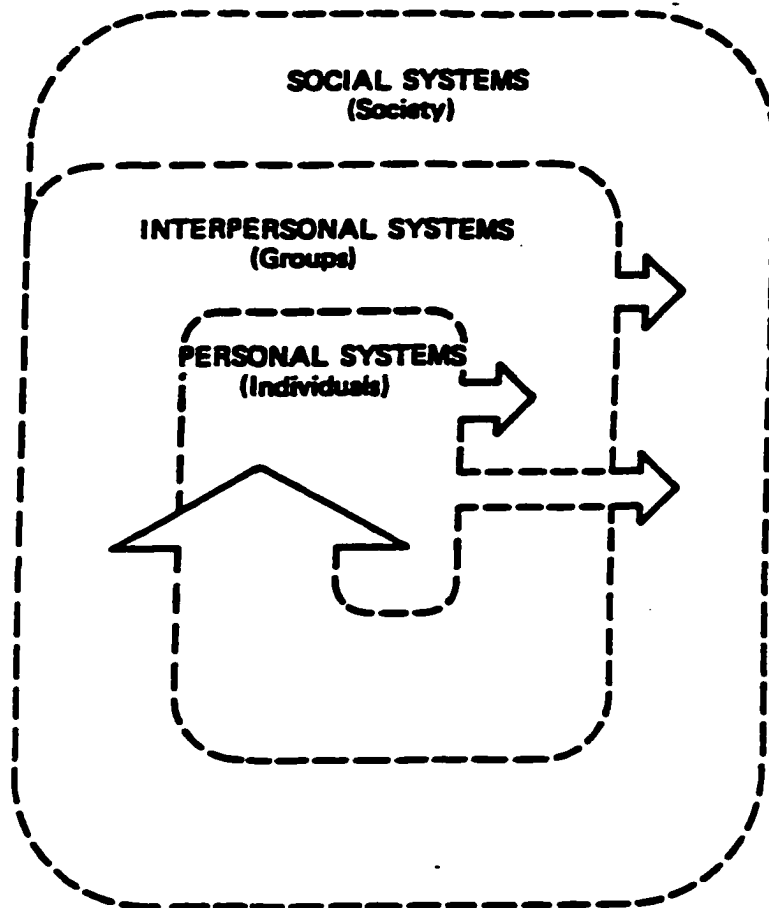 SOCIAL SYSTEMS
(Society)
INTERPERSONAL SYSTEMS
(Groups)
PERSONAL SYSTEMS
(Individuals)